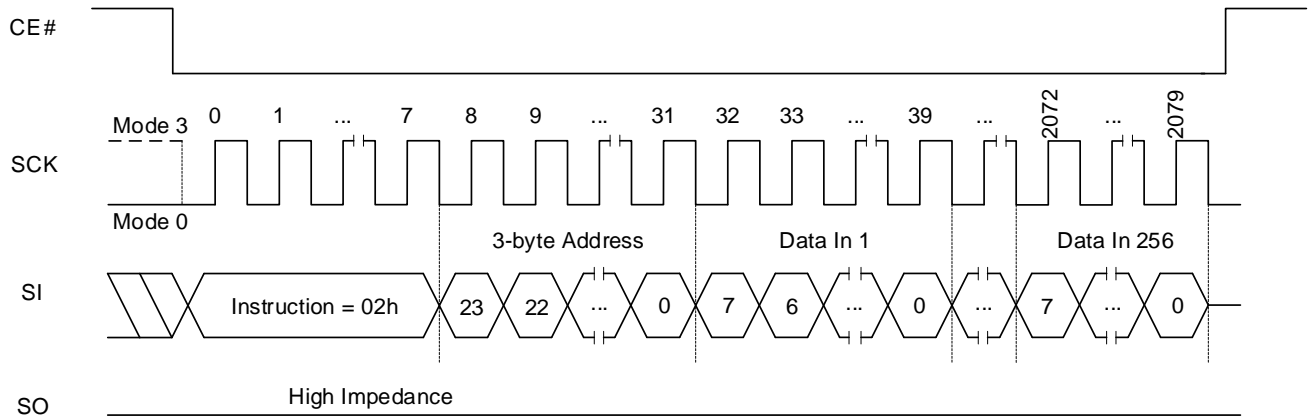 CE#
Mode 3
0 1 ... 7 8 9 ... 31 32 33 ... 39 ... 2072 ... 2079
SCK
Mode 0
3-byte Address Data In 1 Data In 256
SI Instruction = 02h 23 22 ... 0 7 6 ... 0 ... 7 ... 0
High Impedance
SO